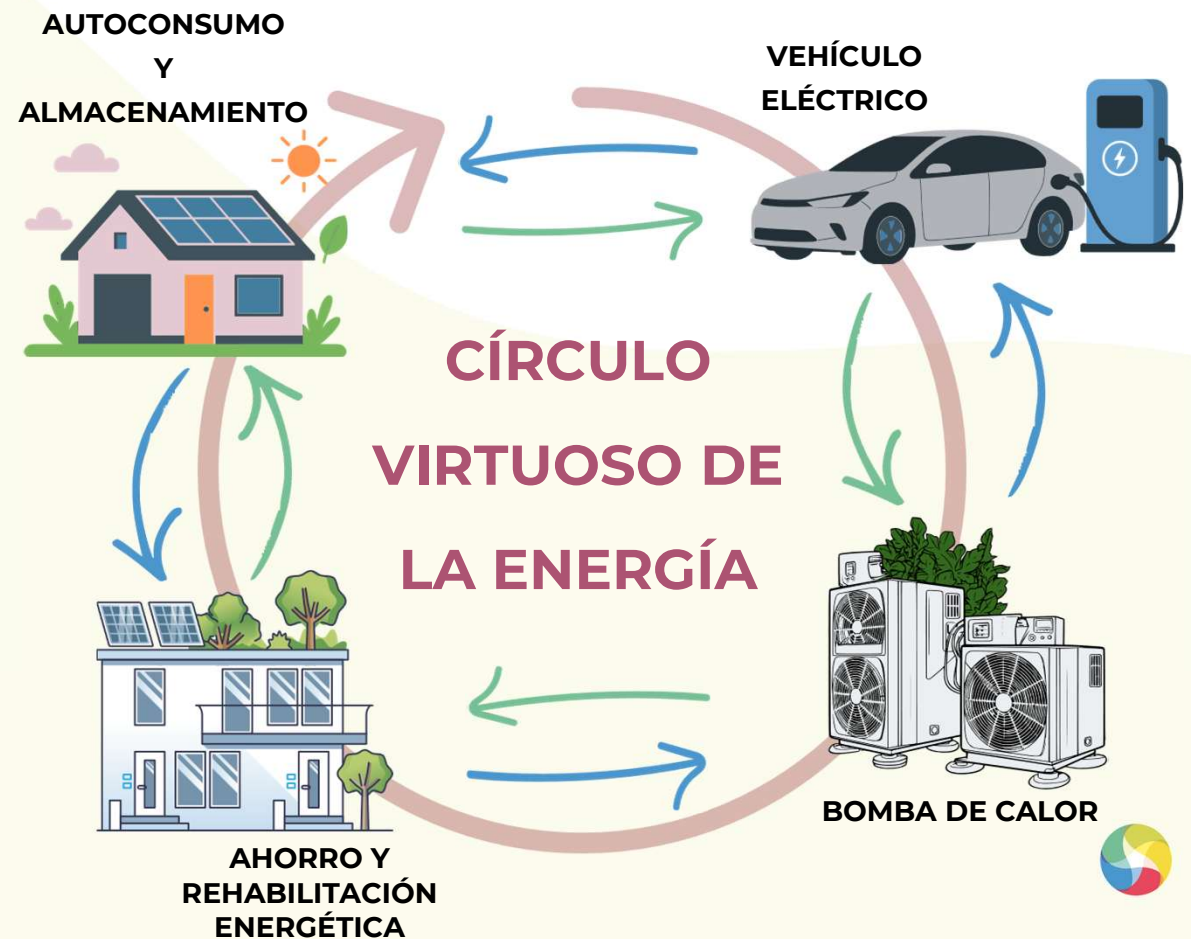 AUTOCONSUMO
Y
ALMACENAMIENTO
VEHÍCULO
ELÉCTRICO
CÍRCULO
VIRTUOSO DE
LA ENERGÍA
BOMBA DE CALOR
AHORRO Y
REHABILITACIÓN
ENERGÉTICA